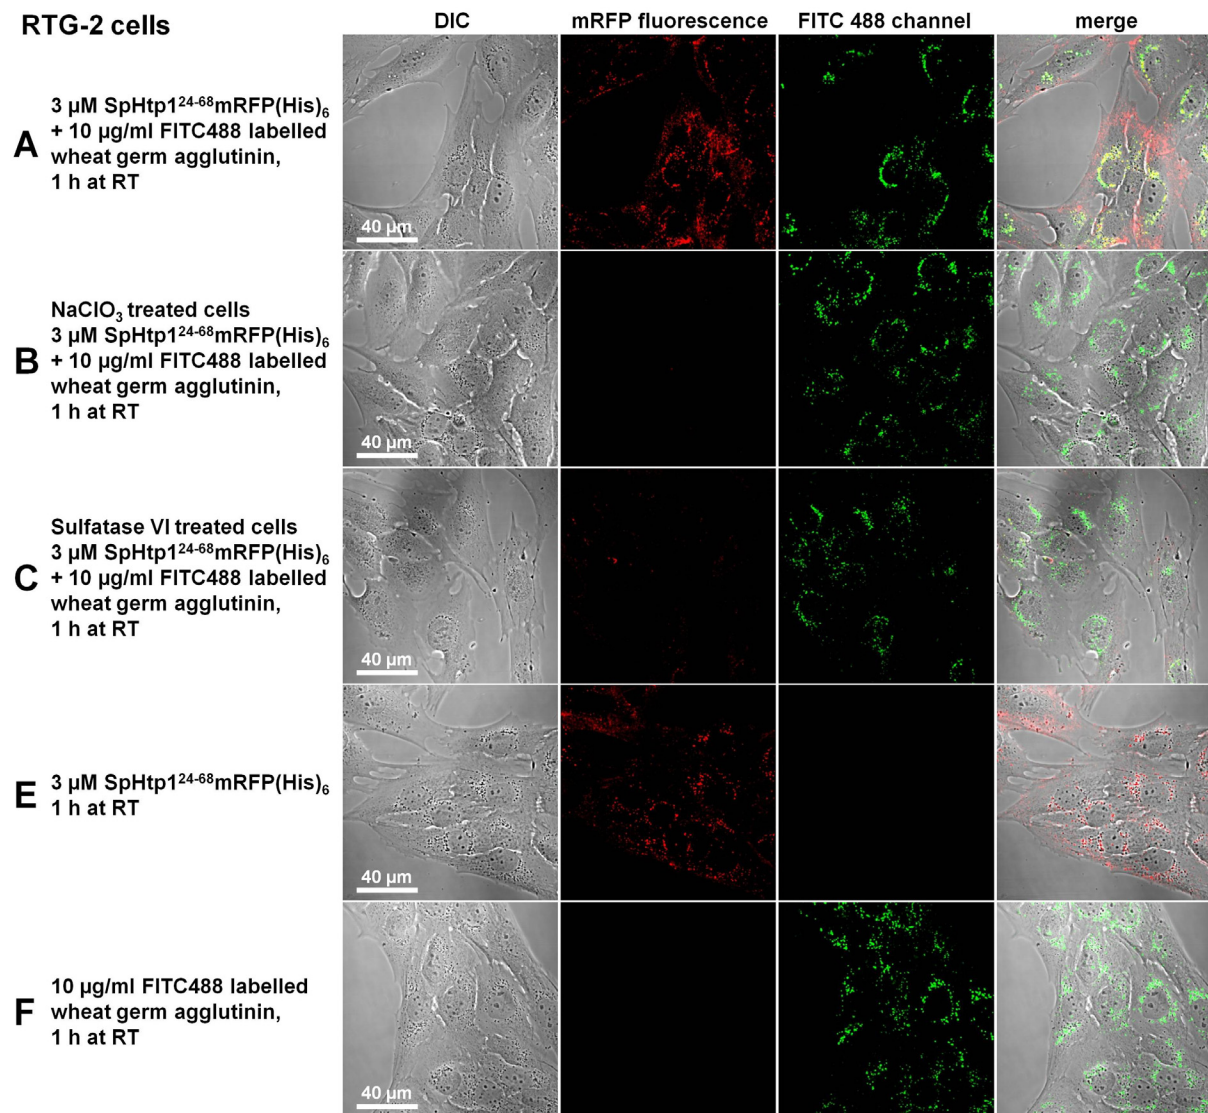 RTG-2 cells
DIC
mRFP fluorescence
FITC 488 channel
merge
A
3 µM SpHtp1²⁴⁻⁶⁸mRFP(His)₆
+ 10 µg/ml FITC488 labelled
wheat germ agglutinin,
1 h at RT
40 µm
B
NaClO₃ treated cells
3 µM SpHtp1²⁴⁻⁶⁸mRFP(His)₆
+ 10 µg/ml FITC488 labelled
wheat germ agglutinin,
1 h at RT
40 µm
C
Sulfatase VI treated cells
3 µM SpHtp1²⁴⁻⁶⁸mRFP(His)₆
+ 10 µg/ml FITC488 labelled
wheat germ agglutinin,
1 h at RT
40 µm
E
3 µM SpHtp1²⁴⁻⁶⁸mRFP(His)₆
1 h at RT
40 µm
F
10 µg/ml FITC488 labelled
wheat germ agglutinin,
1 h at RT
40 µm